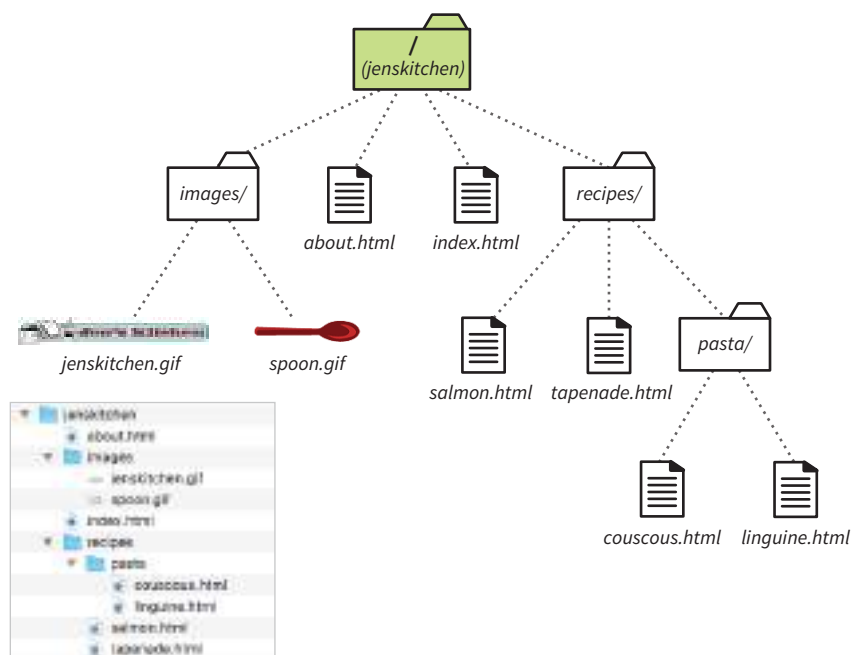 /
(jenskitchen)
images/
recipes/
about.html
index.html
jenskitchen.gif
spoon.gif
salmon.html
tapenade.html
pasta/
couscous.html
linguine.html
jenskitchen
about.html
images
jenskitchen.gif
spoon.gif
index.html
recipes
pasta
couscous.html
linguine.html
salmon.html
tapenade.html